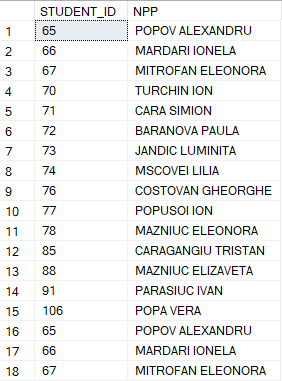 STUDENT_ID NPP
1 65 POPOV ALEXANDRU
2 66 MARDARI IONELA
3 67 MITROFAN ELEONORA
4 70 TURCHIN ION
5 71 CARA SIMION
6 72 BARANOVA PAULA
7 73 JANDIC LUMINITA
8 74 MSCOVEI LILIA
9 76 COSTOVAN GHEORGHE
10 77 POPUSOI ION
11 78 MAZNIUC ELEONORA
12 85 CARAGANGIU TRISTAN
13 88 MAZNIUC ELIZAVETA
14 91 PARASIUC IVAN
15 106 POPA VERA
16 65 POPOV ALEXANDRU
17 66 MARDARI IONELA
18 67 MITROFAN ELEONORA